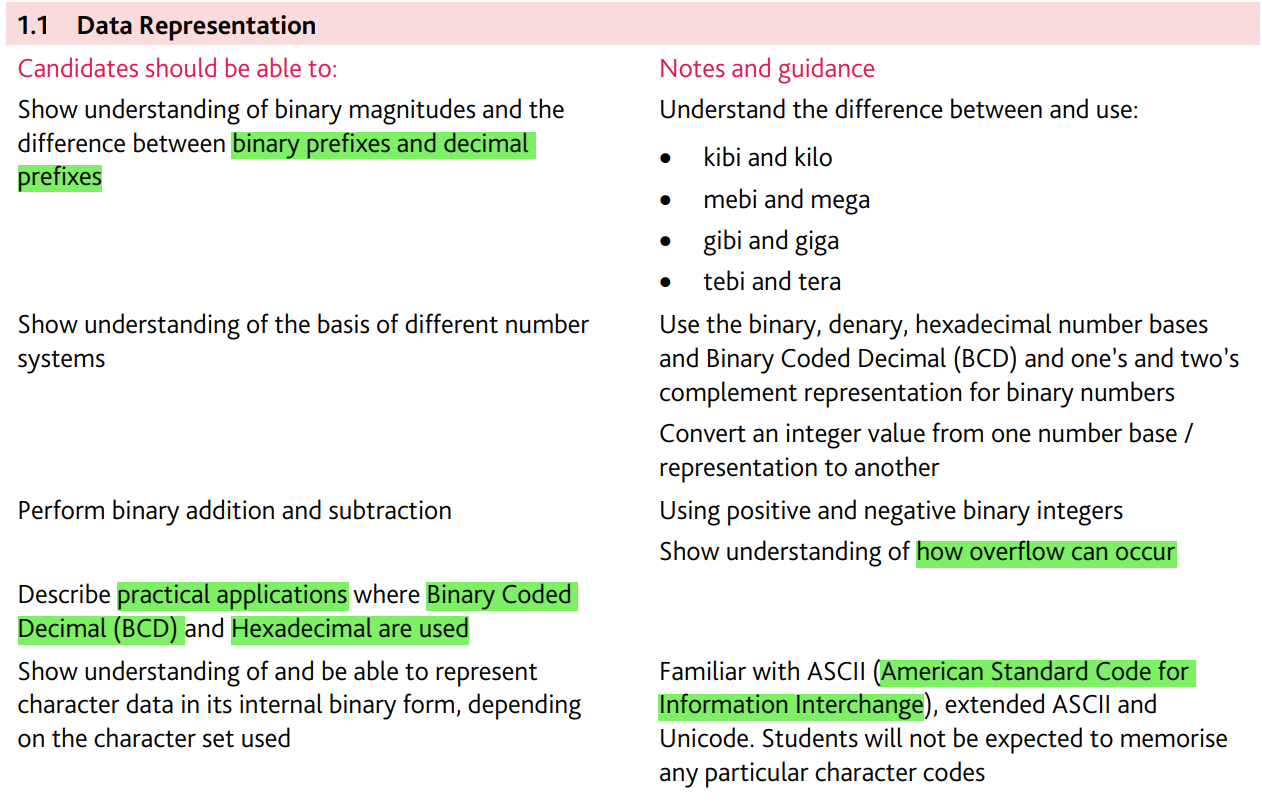 1.1 Data Representation
Candidates should be able to:
Notes and guidance
Show understanding of binary magnitudes and the
difference between binary prefixes and decimal
prefixes
Understand the difference between and use:
• kibi and kilo
• mebi and mega
• gibi and giga
• tebi and tera
Show understanding of the basis of different number
systems
Use the binary, denary, hexadecimal number bases
and Binary Coded Decimal (BCD) and one’s and two’s
complement representation for binary numbers
Convert an integer value from one number base /
representation to another
Perform binary addition and subtraction
Using positive and negative binary integers
Show understanding of how overflow can occur
Describe practical applications where Binary Coded
Decimal (BCD) and Hexadecimal are used
Show understanding of and be able to represent
character data in its internal binary form, depending
on the character set used
Familiar with ASCII (American Standard Code for
Information Interchange), extended ASCII and
Unicode. Students will not be expected to memorise
any particular character codes